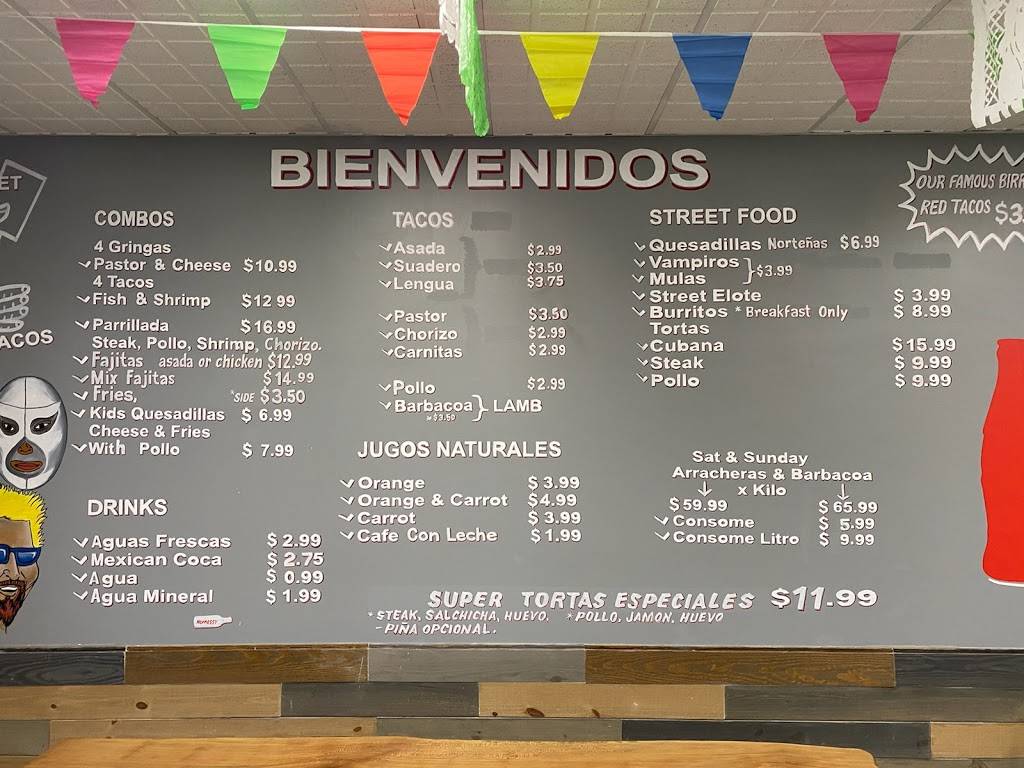 BIENVENIDOS
ET
ACOS
COMBOS
4 Gringas
Pastor & Cheese $10.99
4 Tacos
Fish & Shrimp $12 99
Parrillada $16.99
Steak, Pollo, Shrimp, Chorizo.
Fajitas asada or chicken $12.99
Mix Fajitas $14.99
Fries, *SIDE $3.50
Kids Quesadillas $ 6.99
Cheese & Fries
With Pollo $ 7.99
DRINKS
Aguas Frescas $ 2.99
Mexican Coca $ 2.75
Agua $ 0.99
Agua Mineral $ 1.99
TACOS
Asada $2.99
Suadero $3.50
Lengua $3.75
Pastor $3.50
Chorizo $2.99
Carnitas $2.99
Pollo $2.99
Barbacoa } LAMB
$3.50
JUGOS NATURALES
Orange $ 3.99
Orange & Carrot $4.99
Carrot $ 3.99
Cafe Con Leche $1.99
STREET FOOD
Quesadillas Norteñas $6.99
Vampiros
Mulas } $3.99
Street Elote $ 3.99
Burritos *Breakfast Only $ 8.99
Tortas
Cubana $15.99
Steak $ 9.99
Pollo $ 9.99
Sat & Sunday
Arracheras & Barbacoa
x Kilo
$59.99 $ 65.99
Consome $ 5.99
Consome Litro $ 9.99
SUPER TORTAS ESPECIALES $11.99
* STEAK, SALCHICHA, HUEVO, * POLLO, JAMON, HUEVO
- PIÑA OPCIONAL.
OUR FAMOUS BIRR
RED TACOS $3